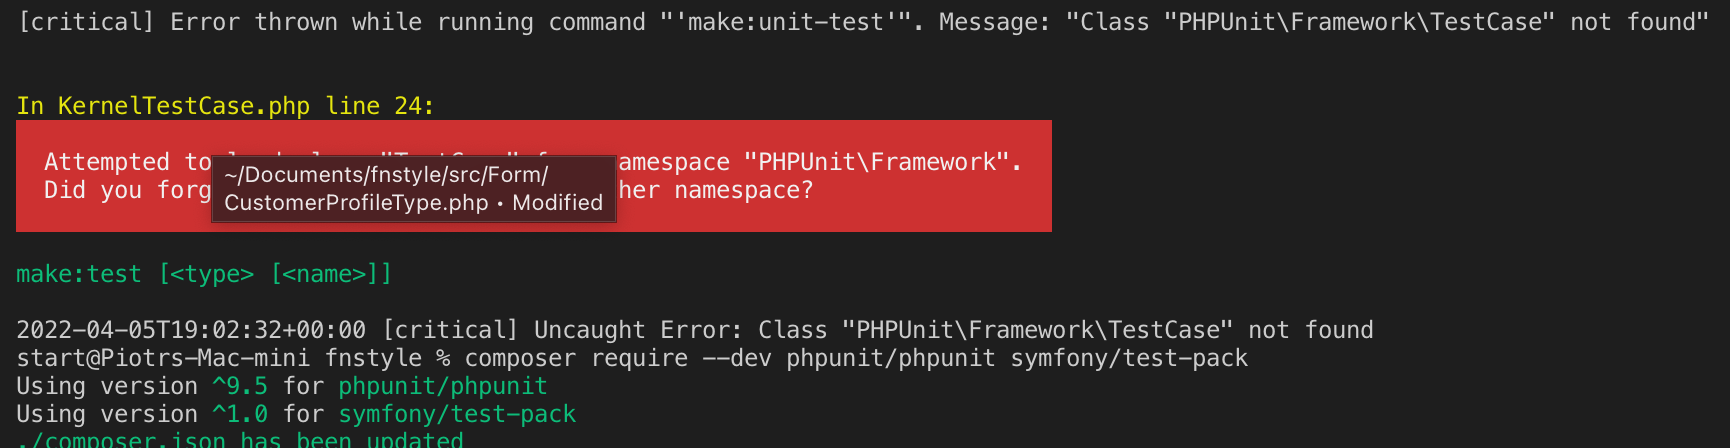 [critical] Error thrown while running command "'make:unit-test'". Message: "Class "PHPUnit\Framework\TestCase" not found"
In KernelTestCase.php line 24:
Attempted to amespace "PHPUnit\Framework".
Did you forg her namespace?
~/Documents/fnstyle/src/Form/
CustomerProfileType.php • Modified
make:test [<type> [<name>]]
2022-04-05T19:02:32+00:00 [critical] Uncaught Error: Class "PHPUnit\Framework\TestCase" not found
start@Piotrs-Mac-mini fnstyle % composer require --dev phpunit/phpunit symfony/test-pack
Using version ^9.5 for phpunit/phpunit
Using version ^1.0 for symfony/test-pack
./composer.json has been updated